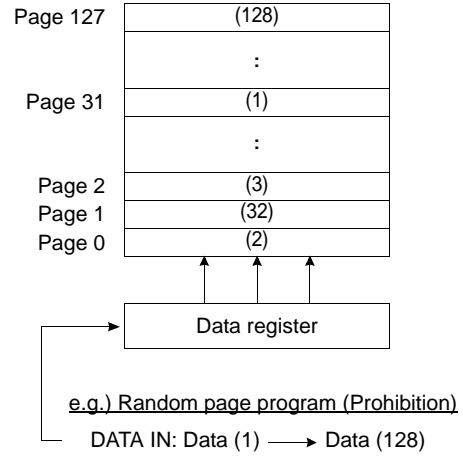 Page 127 (128)
:
Page 31 (1)
:
Page 2 (3)
Page 1 (32)
Page 0 (2)
Data register
e.g.) Random page program (Prohibition)
DATA IN: Data (1) Data (128)